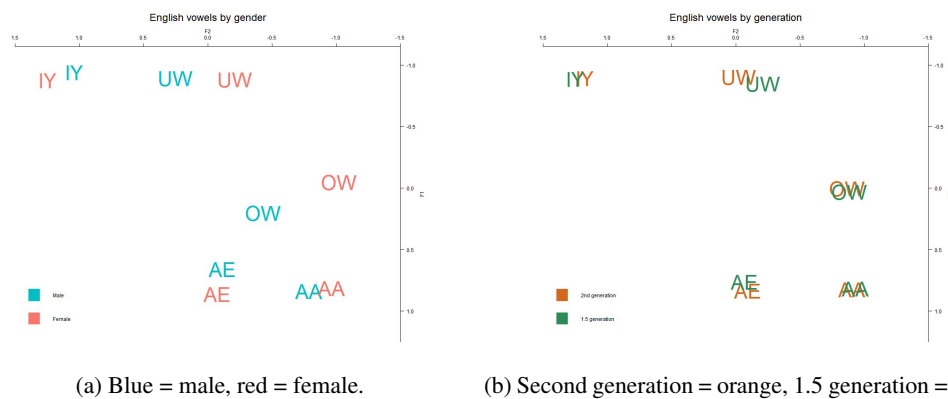 English vowels by gender
F2
1.5 1.0 0.5 0.0 -0.5 -1.0 -1.5
IY IY UW UW
OW
OW
AE
AE AA AA
-1.0
-0.5
0.0
0.5
1.0
F1
Male
Female
(a) Blue = male, red = female.
English vowels by generation
F2
1.5 1.0 0.5 0.0 -0.5 -1.0 -1.5
IY IY UW UW
OW
OW
AE
AE AA AA
-1.0
-0.5
0.0
0.5
1.0
F1
2nd generation
1.5 generation
(b) Second generation = orange, 1.5 generation =